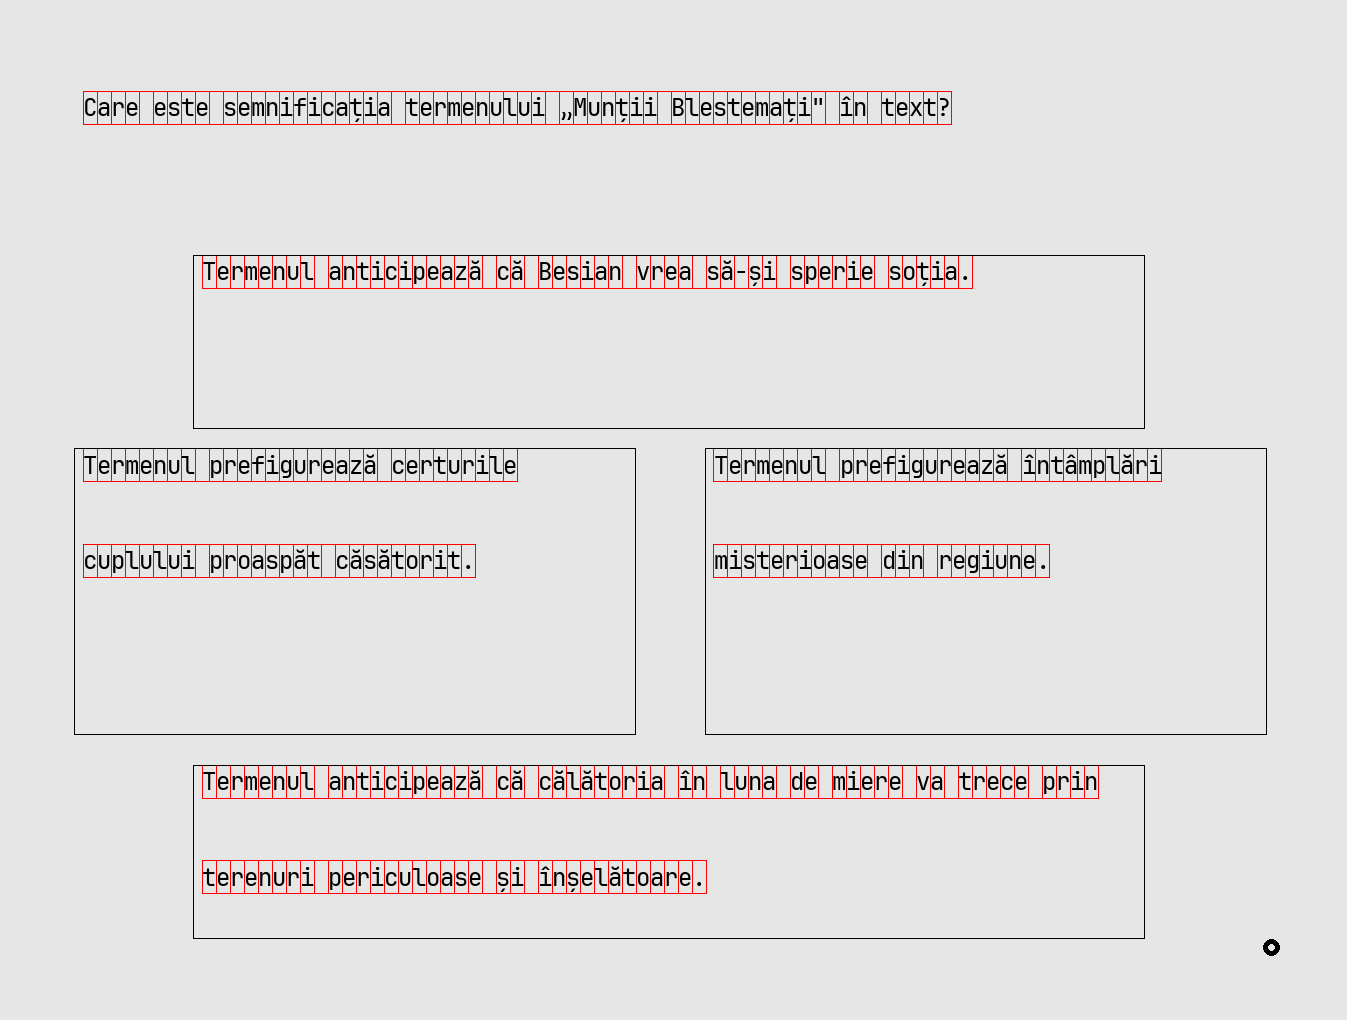 Care este semnificația termenului „Munții Blestemați" în text?
Termenul anticipează că Besian vrea să-și sperie soția.
Termenul prefigurează certurile
cuplului proaspăt căsătorit.
Termenul prefigurează întâmplări
misterioase din regiune.
Termenul anticipează că călătoria în luna de miere va trece prin
terenuri periculoase și înșelătoare.